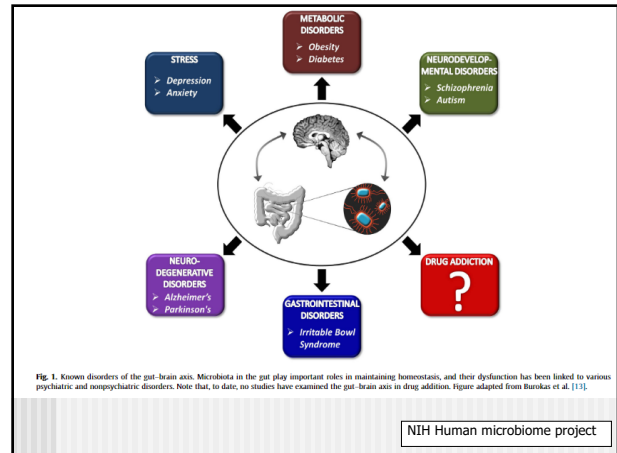 METABOLIC
DISORDERS
➢ Obesity
➢ Diabetes
STRESS
➢ Depression
➢ Anxiety
NEURODEVELOP-
MENTAL DISORDERS
➢ Schizophrenia
➢ Autism
NEURO-
DEGENERATIVE
DISORDERS
➢ Alzheimer's
➢ Parkinson's
DRUG ADDICTION
?
GASTROINTESTINAL
DISORDERS
➢ Irritable Bowl
Syndrome
Fig. 1. Known disorders of the gut–brain axis. Microbiota in the gut play important roles in maintaining homeostasis, and their dysfunction has been linked to various
psychiatric and nonpsychiatric disorders. Note that, to date, no studies have examined the gut–brain axis in drug addition. Figure adapted from Burokas et al. [13].
NIH Human microbiome project